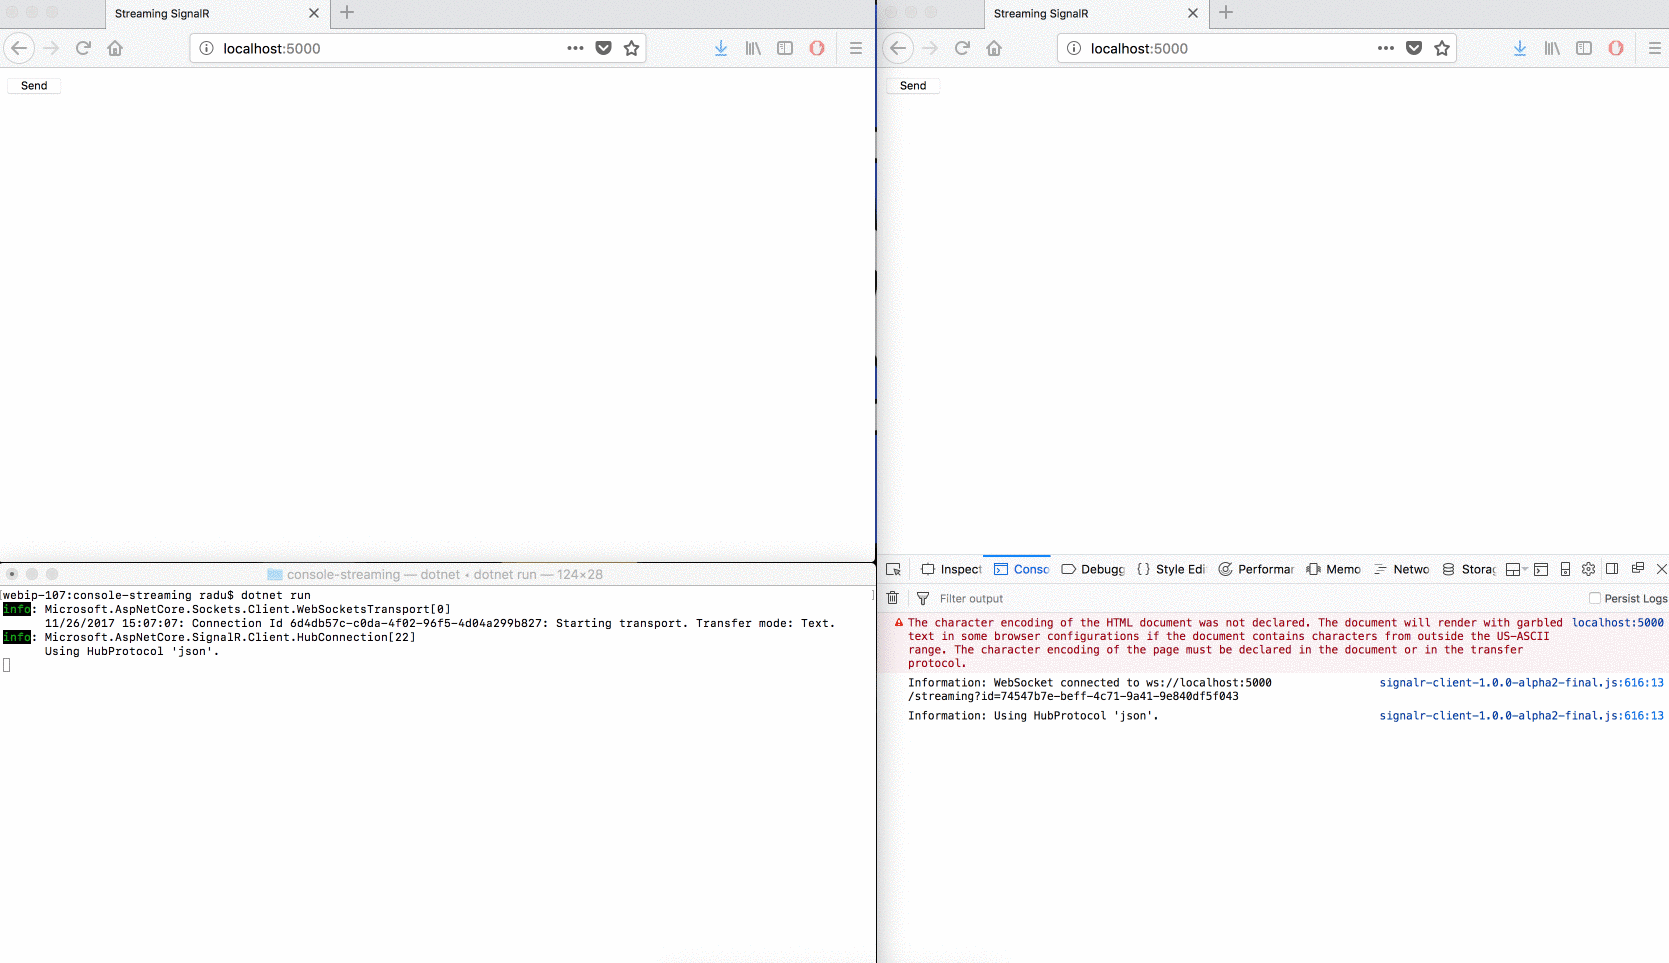 Streaming SignalR
localhost:5000
Send
Streaming SignalR
localhost:5000
Send
console-streaming — dotnet • dotnet run — 124×28
[webip-107:console-streaming radu$ dotnet run ]
info: Microsoft.AspNetCore.Sockets.Client.WebSocketsTransport[0]
11/26/2017 15:07:07: Connection Id 6d4db57c-c0da-4f02-96f5-4d04a299b827: Starting transport. Transfer mode: Text.
info: Microsoft.AspNetCore.SignalR.Client.HubConnection[22]
Using HubProtocol 'json'.
Inspect Conso Debugg { } Style Edi Performan Memo Netwo Storag
Filter output Persist Logs
The character encoding of the HTML document was not declared. The document will render with garbled localhost:5000
text in some browser configurations if the document contains characters from outside the US-ASCII
range. The character encoding of the page must be declared in the document or in the transfer
protocol.
Information: WebSocket connected to ws://localhost:5000 signalr-client-1.0.0-alpha2-final.js:616:13
/streaming?id=74547b7e-beff-4c71-9a41-9e840df5f043
Information: Using HubProtocol 'json'. signalr-client-1.0.0-alpha2-final.js:616:13